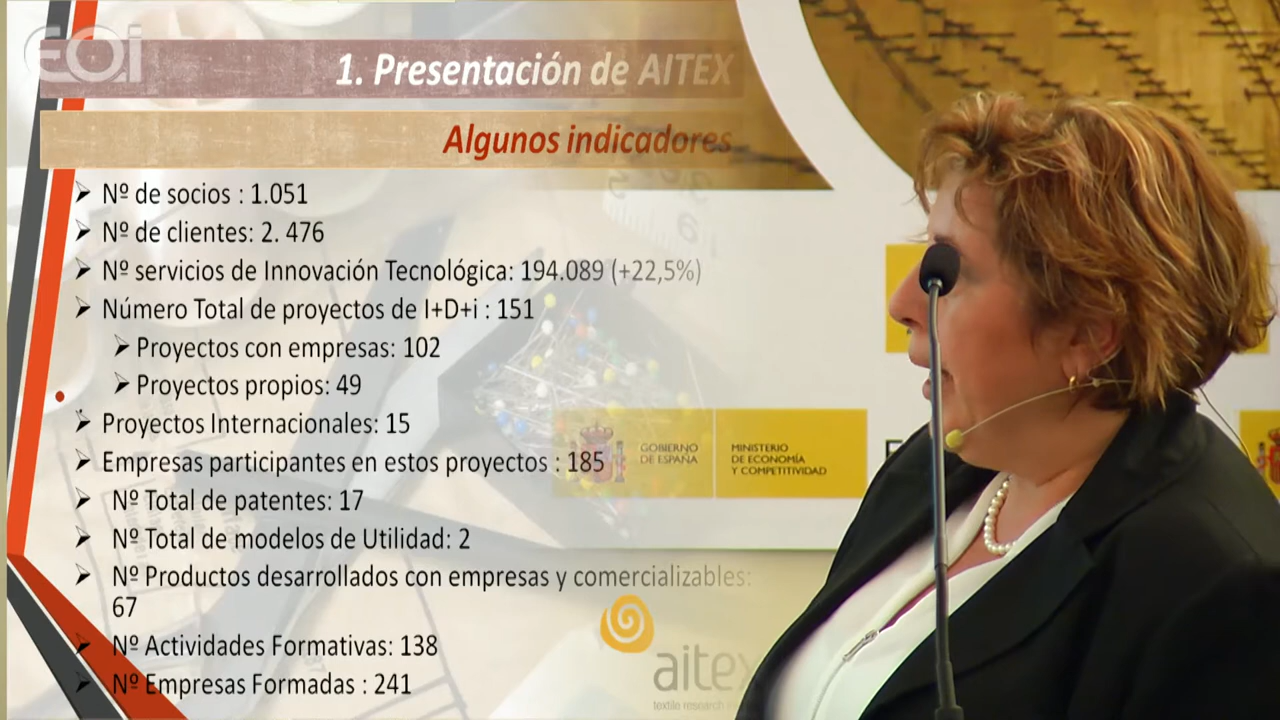 EOi
1. Presentación de AITEX
Algunos indicadores
Nº de socios : 1.051
Nº de clientes: 2. 476
Nº servicios de Innovación Tecnológica: 194.089 (+22,5%)
Número Total de proyectos de I+D+i : 151
Proyectos con empresas: 102
Proyectos propios: 49
Proyectos Internacionales: 15
Empresas participantes en estos proyectos : 185
GOBIERNO
DE ESPAÑA
MINISTERIO
DE ECONOMÍA
Y COMPETITIVIDAD
Nº Total de patentes: 17
Nº Total de modelos de Utilidad: 2
Nº Productos desarrollados con empresas y comercializables:
67
Nº Actividades Formativas: 138
Nº Empresas Formadas : 241
aitex
textile research